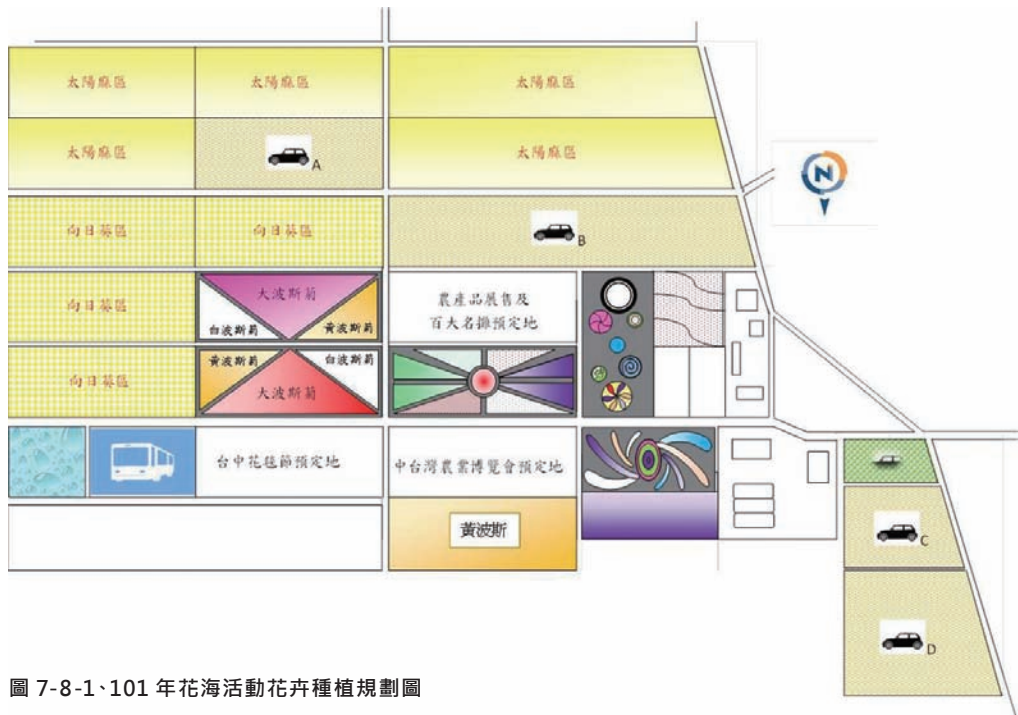 太陽麻區
太陽麻區
太陽麻區
太陽麻區
A
太陽麻區
N
向日葵區
向日葵區
B
向日葵區
大波斯菊
白波斯菊
黃波斯菊
農產品展售及
百大名攤預定地
向日葵區
黃波斯菊
白波斯菊
大波斯菊
台中花毯節預定地
中台灣農業博覽會預定地
黃波斯
C
D
圖 7-8-1、101 年花海活動花卉種植規劃圖